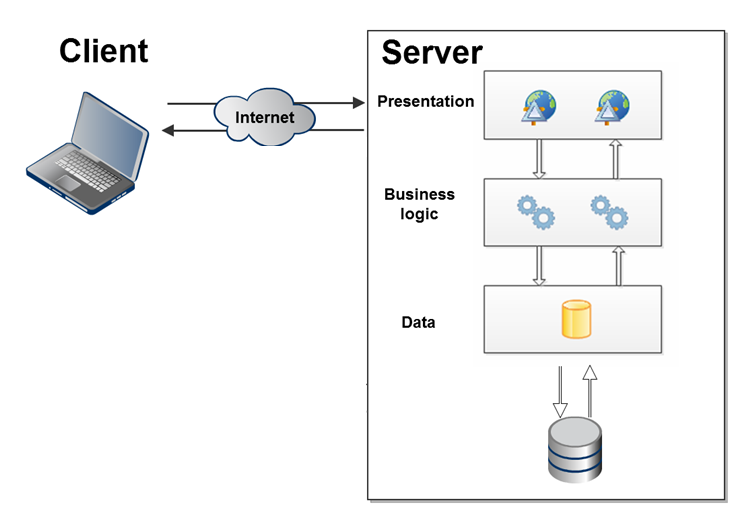 Client
Server
Internet
Presentation
Business
logic
Data